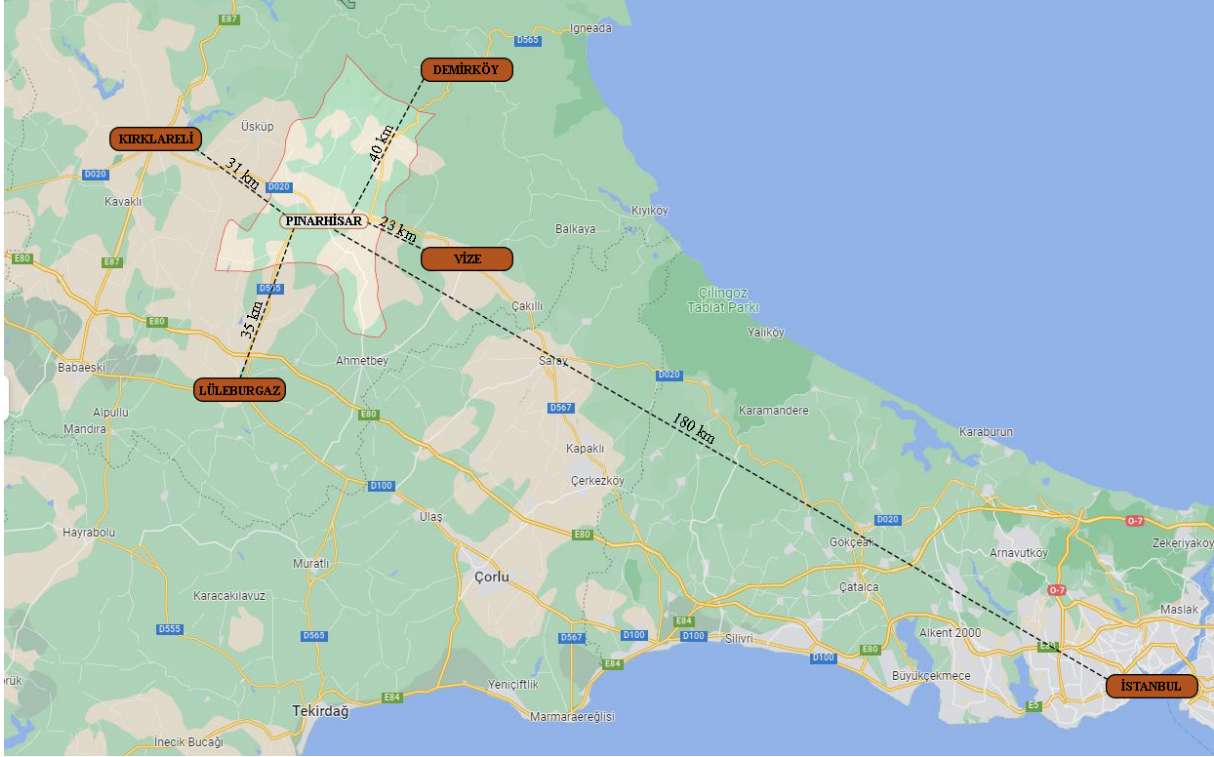 E87
Igneada
D565
DEMİRKÖY
KIRKLARELİ
Üsküp
40 km
31 km
D020
D020
Kavaklı
PINARHİSAR
23 km
Kıyıköy
Balkaya
E80
E87
VİZE
D565
Çilingoz
Tabiat Parkı
Çakıllı
35 km
E80
Yalıköy
Babaeski
Ahmetbey
Saray
D020
LÜLEBURGAZ
Alpullu
Mandıra
E80
D567
Karamandere
180 km
Karaburun
Kapaklı
Çerkezköy
D100
Ulaş
D020
O-7
Hayrabolu
E80
Gökçeali
Arnavutköy
Zekeriyaköy
Muratlı
Çorlu
Çatalca
O-7
Karacakılavuz
Maslak
E84
D555
D565
D567
D100
D100
Silivri
Alkent 2000
E80
E80
D100
E84
Büyükçekmece
Yeniçiftlik
İSTANBUL
E84
Tekirdağ
Marmaraereğlisi
E5
İnecik Bucağı